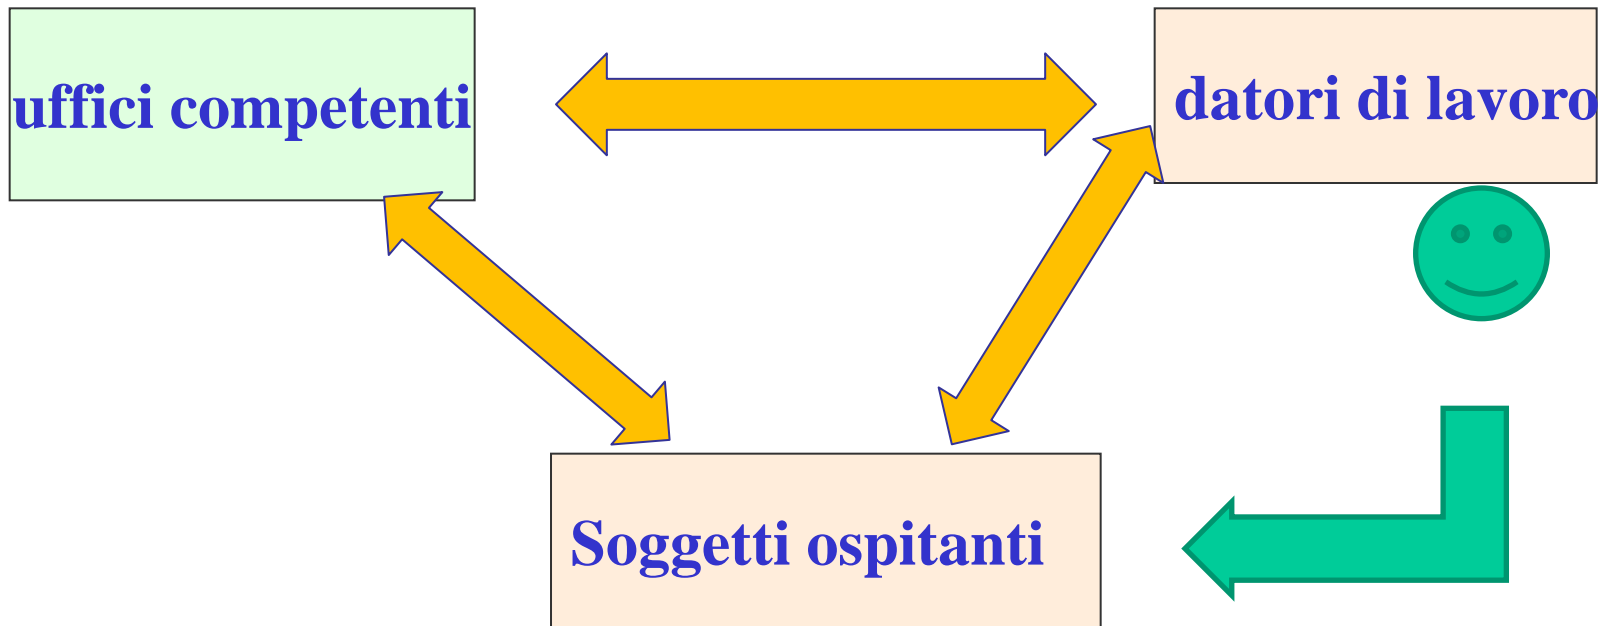 uffici competenti
datori di lavoro
Soggetti ospitanti